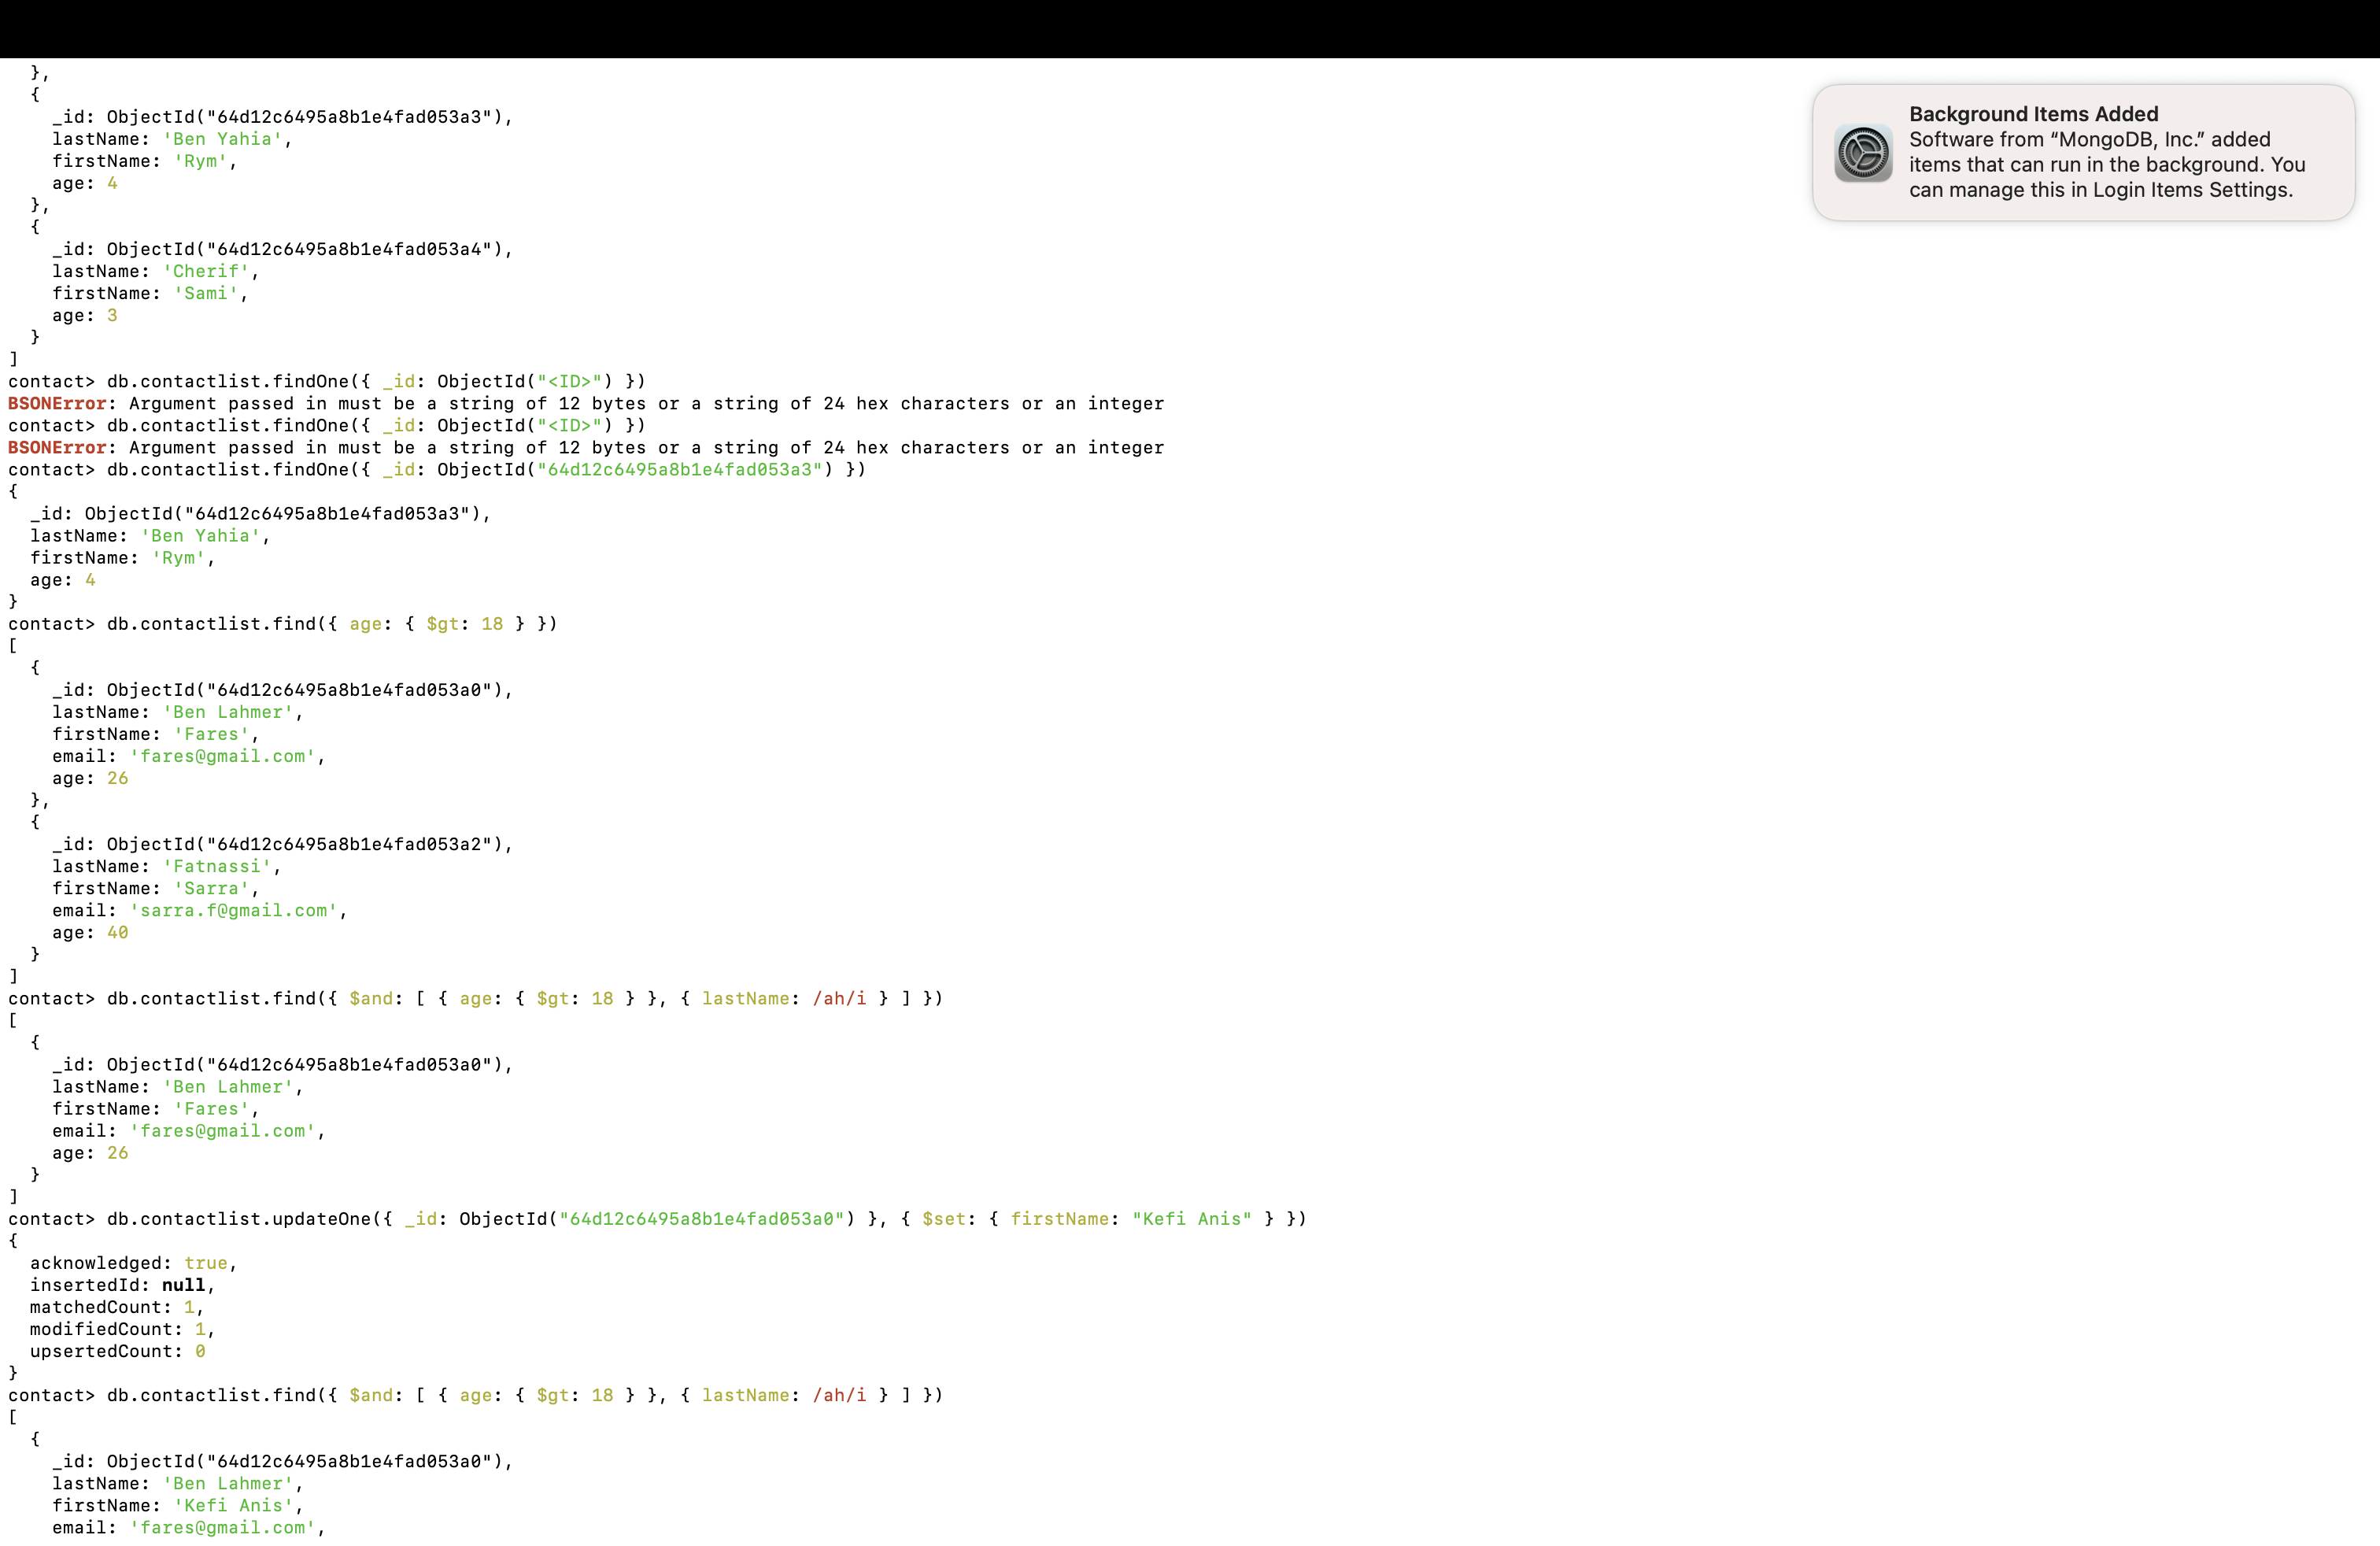 },
  {
    _id: ObjectId("64d12c6495a8b1e4fad053a3"),
    lastName: 'Ben Yahia',
    firstName: 'Rym',
    age: 4
  },
  {
    _id: ObjectId("64d12c6495a8b1e4fad053a4"),
    lastName: 'Cherif',
    firstName: 'Sami',
    age: 3
  }
]
contact> db.contactlist.findOne({ _id: ObjectId("<ID>") })
BSONError: Argument passed in must be a string of 12 bytes or a string of 24 hex characters or an integer
contact> db.contactlist.findOne({ _id: ObjectId("<ID>") })
BSONError: Argument passed in must be a string of 12 bytes or a string of 24 hex characters or an integer
contact> db.contactlist.findOne({ _id: ObjectId("64d12c6495a8b1e4fad053a3") })
{
  _id: ObjectId("64d12c6495a8b1e4fad053a3"),
  lastName: 'Ben Yahia',
  firstName: 'Rym',
  age: 4
}
contact> db.contactlist.find({ age: { $gt: 18 } })
[
  {
    _id: ObjectId("64d12c6495a8b1e4fad053a0"),
    lastName: 'Ben Lahmer',
    firstName: 'Fares',
    email: 'fares@gmail.com',
    age: 26
  },
  {
    _id: ObjectId("64d12c6495a8b1e4fad053a2"),
    lastName: 'Fatnassi',
    firstName: 'Sarra',
    email: 'sarra.f@gmail.com',
    age: 40
  }
]
contact> db.contactlist.find({ $and: [ { age: { $gt: 18 } }, { lastName: /ah/i } ] })
[
  {
    _id: ObjectId("64d12c6495a8b1e4fad053a0"),
    lastName: 'Ben Lahmer',
    firstName: 'Fares',
    email: 'fares@gmail.com',
    age: 26
  }
]
contact> db.contactlist.updateOne({ _id: ObjectId("64d12c6495a8b1e4fad053a0") }, { $set: { firstName: "Kefi Anis" } })
{
  acknowledged: true,
  insertedId: null,
  matchedCount: 1,
  modifiedCount: 1,
  upsertedCount: 0
}
contact> db.contactlist.find({ $and: [ { age: { $gt: 18 } }, { lastName: /ah/i } ] })
[
  {
    _id: ObjectId("64d12c6495a8b1e4fad053a0"),
    lastName: 'Ben Lahmer',
    firstName: 'Kefi Anis',
    email: 'fares@gmail.com',
Background Items Added
Software from “MongoDB, Inc.” added
items that can run in the background. You
can manage this in Login Items Settings.